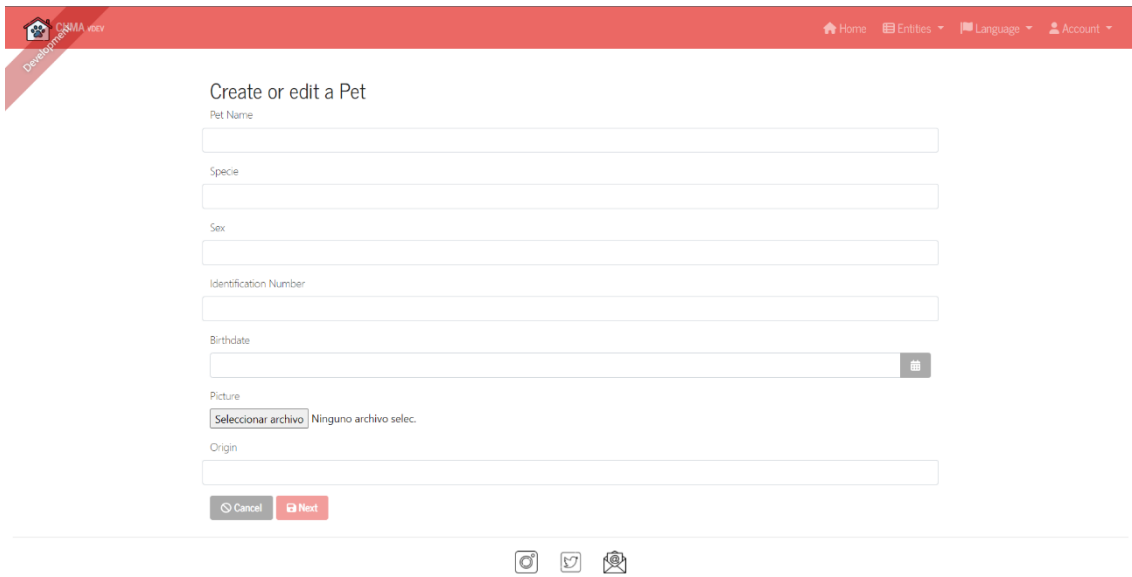 CHMA VDEV
Home Entities Language Account
Development
Create or edit a Pet
Pet Name
Specie
Sex
Identification Number
Birthdate
Picture
Seleccionar archivo Ninguno archivo selec.
Origin
Cancel Next